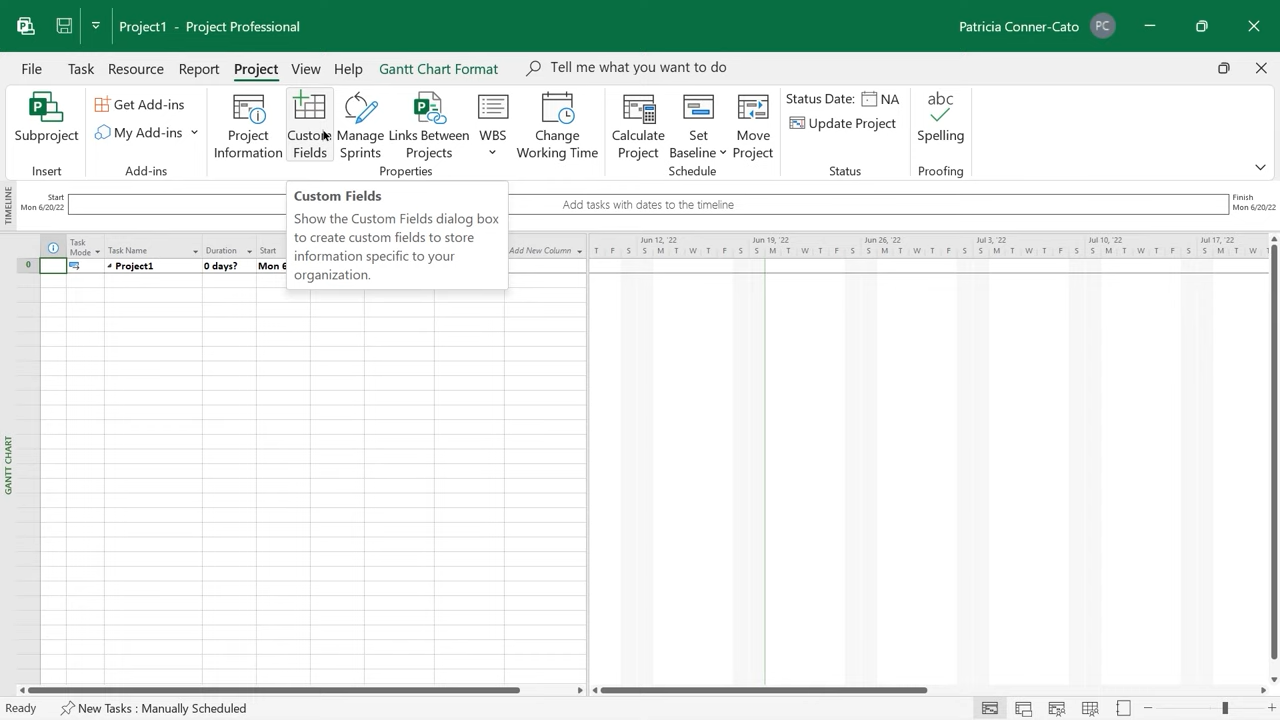 Project1 - Project Professional
Patricia Conner-Cato
PC
File Task Resource Report Project View Help Gantt Chart Format Tell me what you want to do
Subproject
Insert
Get Add-ins
My Add-ins
Add-ins
Project Information
Custom Fields
Manage Sprints
Links Between Projects
WBS
Change Working Time
Properties
Calculate Project
Set Baseline
Move Project
Schedule
Status Date: NA
Update Project
Status
abc
Spelling
Proofing
TIMELINE
Start
Mon 6/20/22
Add tasks with dates to the timeline
Finish
Mon 6/20/22
Custom Fields
Show the Custom Fields dialog box
to create custom fields to store
information specific to your
organization.
Task Mode Task Name Duration Start Add New Column
Jun 12, '22 Jun 19, '22 Jun 26, '22 Jul 3, '22 Jul 10, '22 Jul 17, '22
T F S S M T W T F S S M T W T F S S M T W T F S S M T W T F S S M T W T F S S M T W
0 Project1 0 days? Mon 6
GANTT CHART
Ready New Tasks : Manually Scheduled